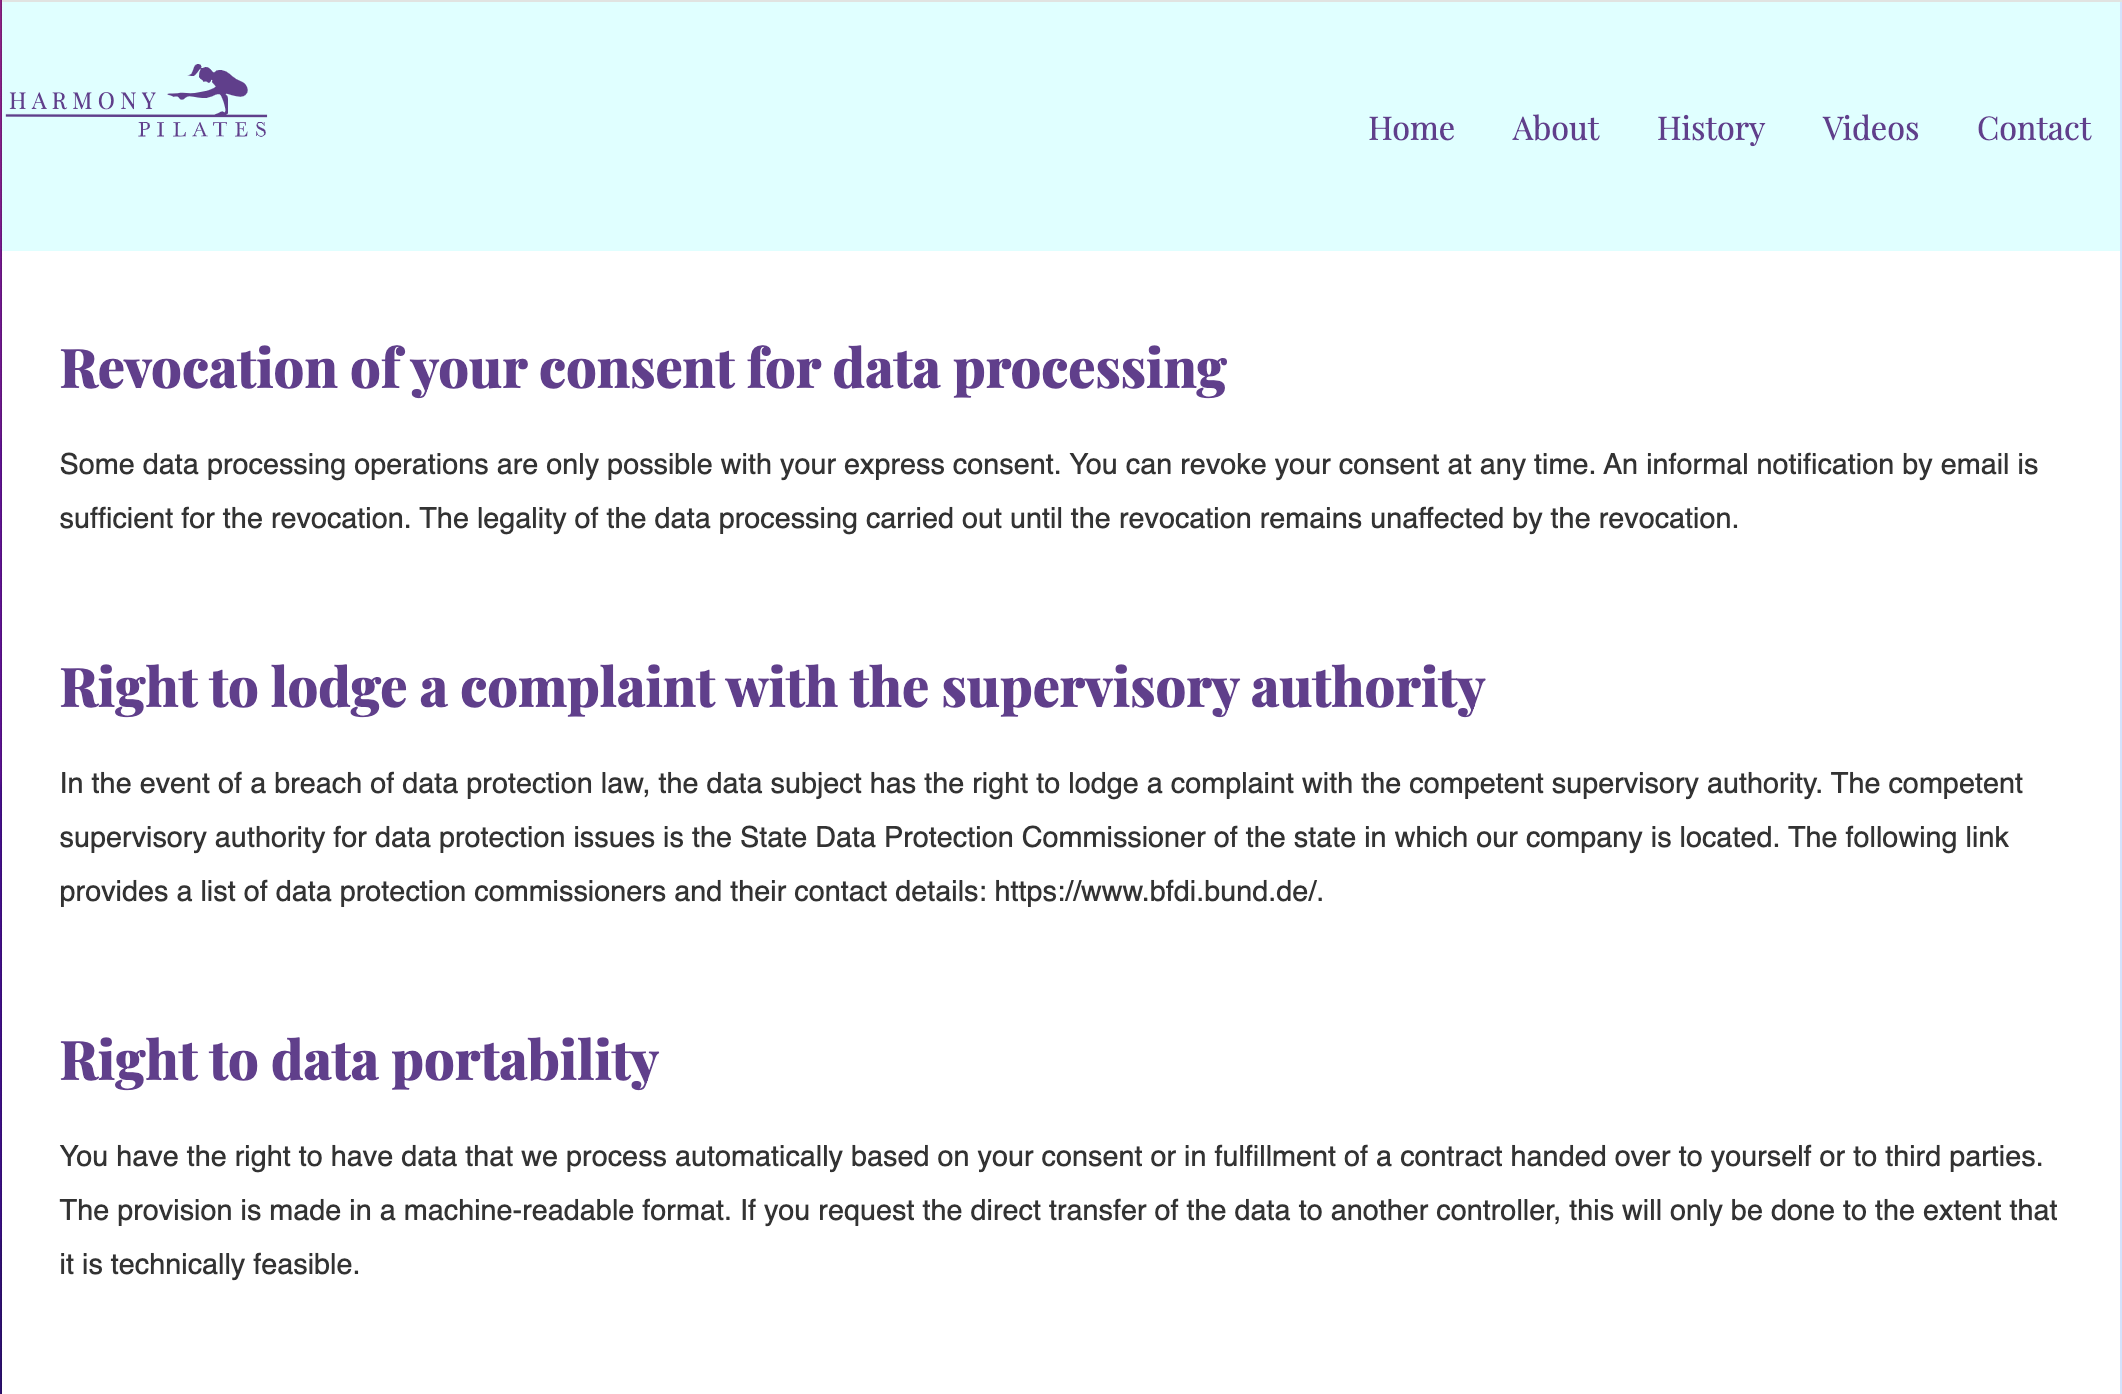 HARMONY
PILATES
Home About History Videos Contact
Revocation of your consent for data processing
Some data processing operations are only possible with your express consent. You can revoke your consent at any time. An informal notification by email is
sufficient for the revocation. The legality of the data processing carried out until the revocation remains unaffected by the revocation.
Right to lodge a complaint with the supervisory authority
In the event of a breach of data protection law, the data subject has the right to lodge a complaint with the competent supervisory authority. The competent
supervisory authority for data protection issues is the State Data Protection Commissioner of the state in which our company is located. The following link
provides a list of data protection commissioners and their contact details: https://www.bfdi.bund.de/.
Right to data portability
You have the right to have data that we process automatically based on your consent or in fulfillment of a contract handed over to yourself or to third parties.
The provision is made in a machine-readable format. If you request the direct transfer of the data to another controller, this will only be done to the extent that
it is technically feasible.